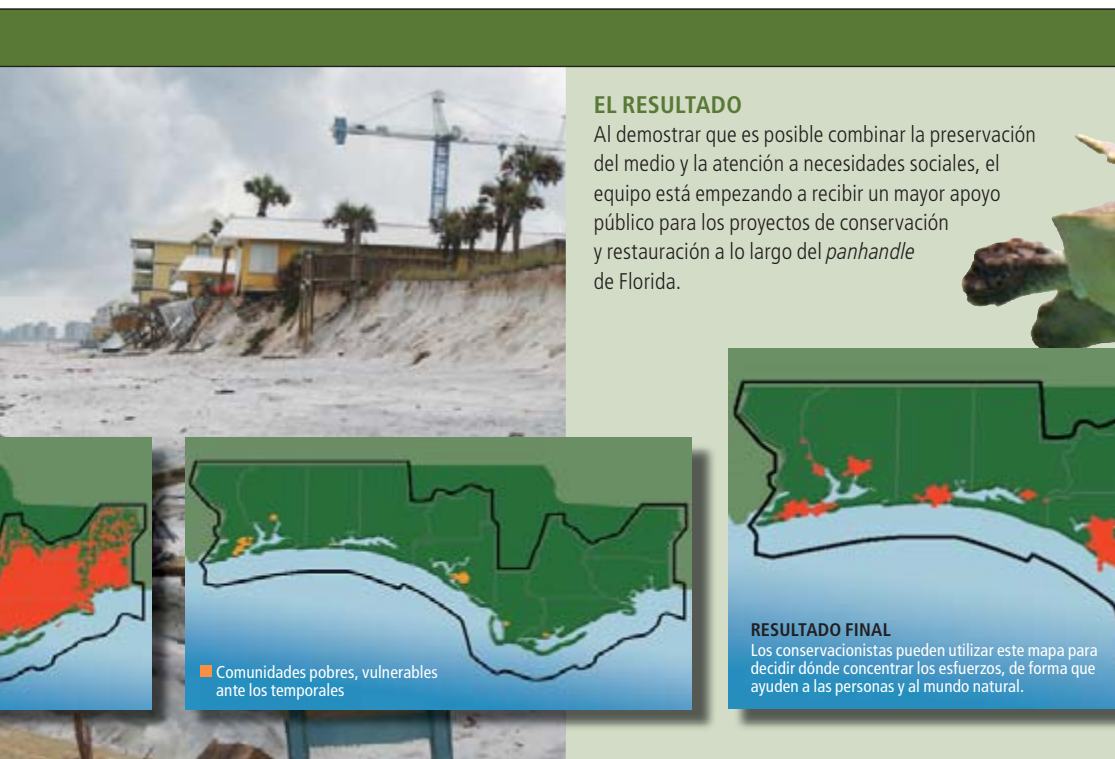 EL RESULTADO
Al demostrar que es posible combinar la preservación
del medio y la atención a necesidades sociales, el
equipo está empezando a recibir un mayor apoyo
público para los proyectos de conservación
y restauración a lo largo del panhandle
de Florida.
Comunidades pobres, vulnerables
ante los temporales
RESULTADO FINAL
Los conservacionistas pueden utilizar este mapa para
decidir dónde concentrar los esfuerzos, de forma que
ayuden a las personas y al mundo natural.